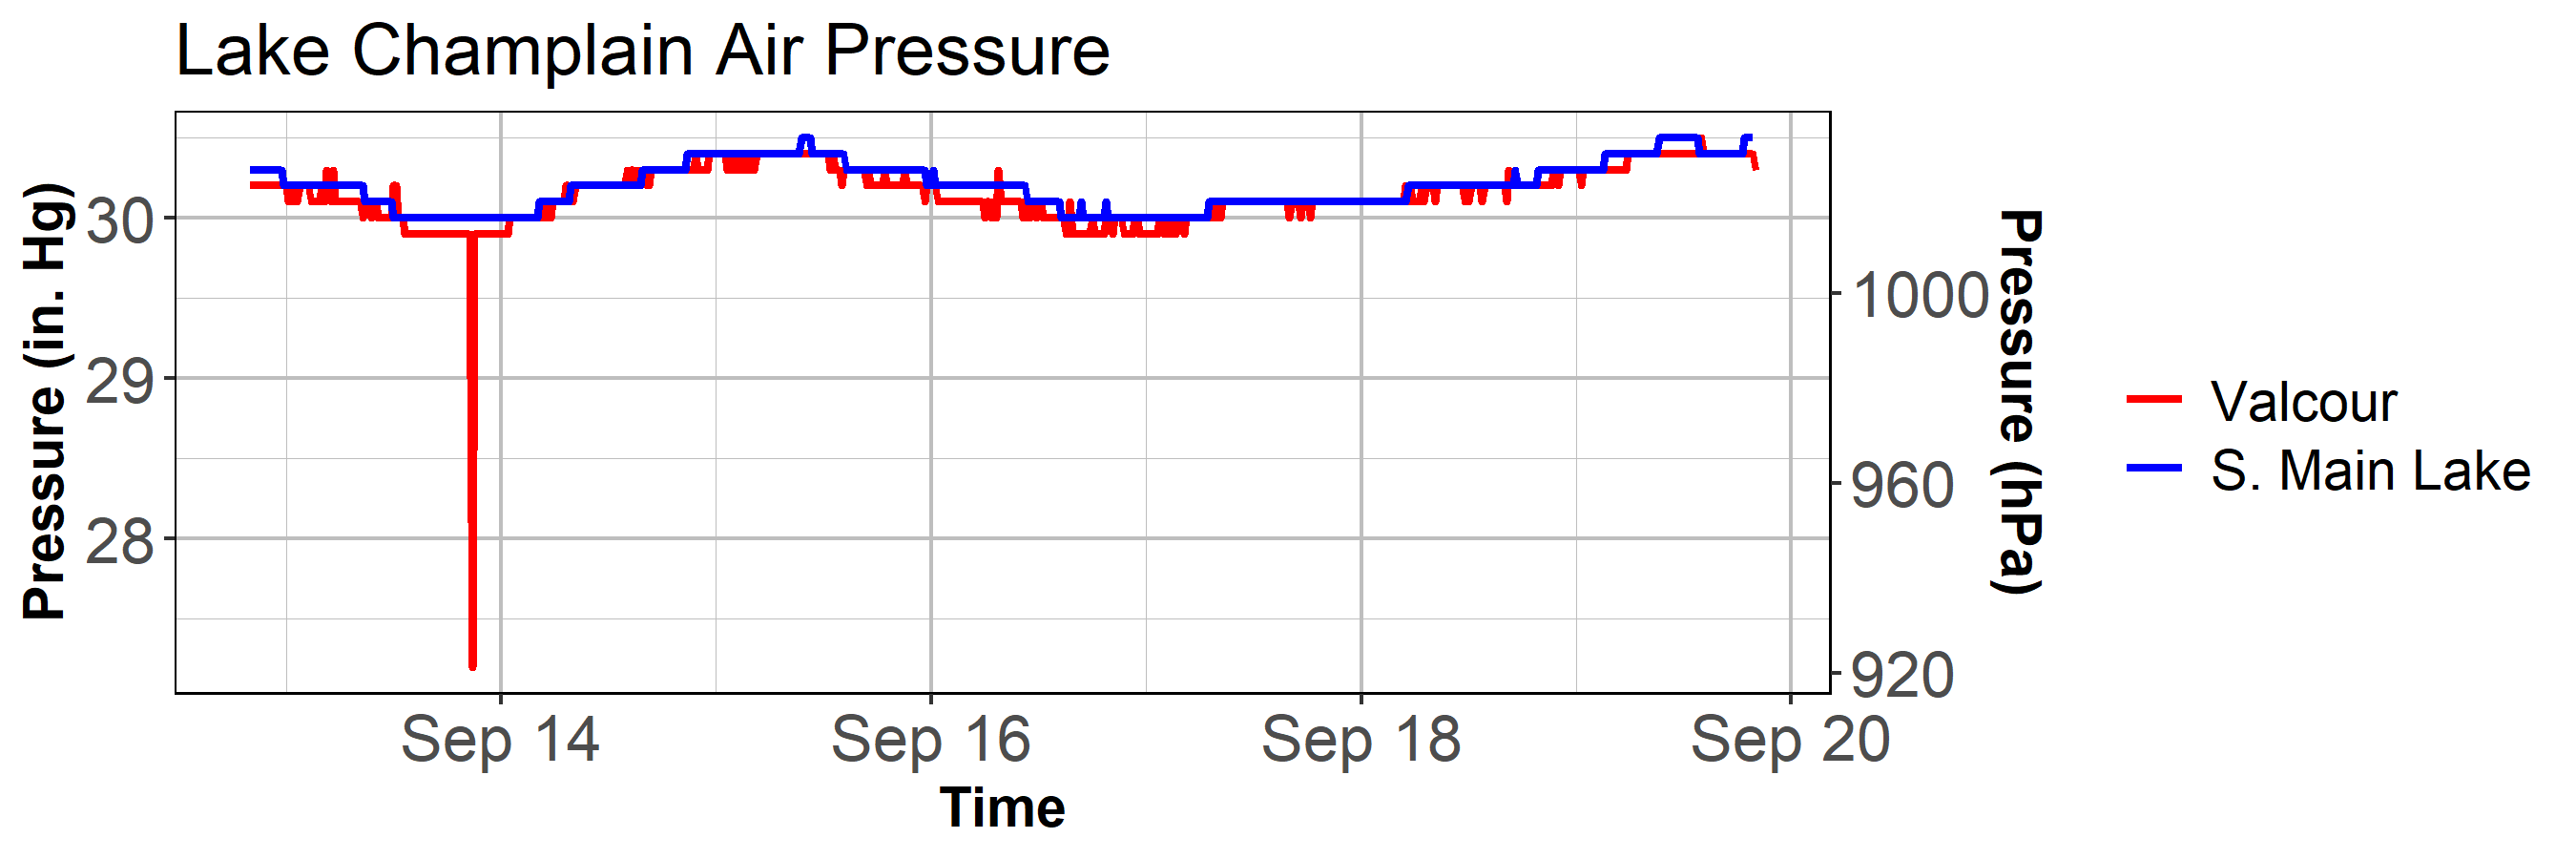 Lake Champlain Air Pressure
Pressure (in. Hg)
30
29
28
1000
960
920
Pressure (hPa)
Sep 14
Sep 16
Sep 18
Sep 20
Time
Valcour
S. Main Lake